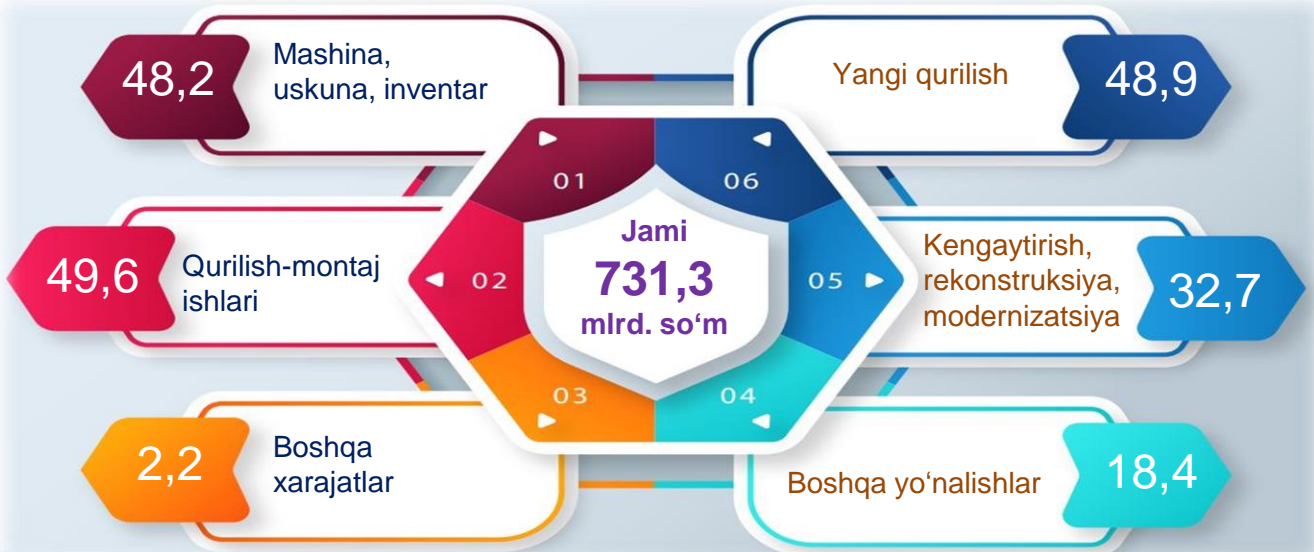 48,2
Mashina,
uskuna, inventar
Yangi qurilish
48,9
01
06
49,6
Qurilish-montaj
ishlari
02
Jami
731,3
mlrd. so‘m
05
Kengaytirish,
rekonstruksiya,
modernizatsiya
32,7
03
04
2,2
Boshqa
xarajatlar
Boshqa yo‘nalishlar
18,4